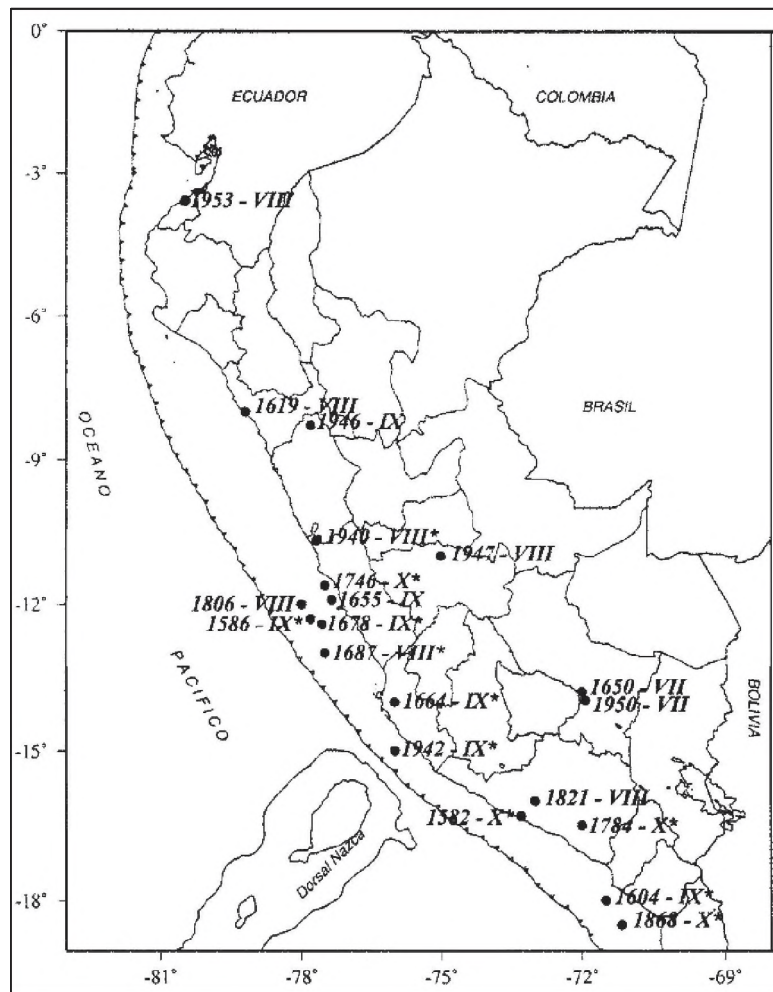 0°
-3°
-6°
-9°
-12°
-15°
-18°
-81°
-78°
-75°
-72°
-69°
ECUADOR
COLOMBIA
BRASIL
BOLIVIA
OCEANO
PACIFICO
Dorsal Nazca
1953 - VIII
1619 - VIII
1946 - IX
1940 - VIII*
1947 - VIII
1746 - X*
1655 - IX
1806 - VIII
1586 - IX*
1678 - IX*
1687 - VIII*
1664 - IX*
1650 - VII
1950 - VII
1942 - IX*
1821 - VIII
1582 - X*
1784 - X*
1604 - IX*
1868 - X*